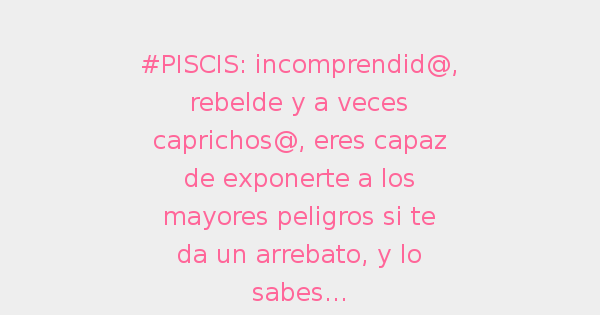 #PISCIS: incomprendid@,
rebelde y a veces
caprichos@, eres capaz
de exponerte a los
mayores peligros si te
da un arrebato, y lo
sabes...